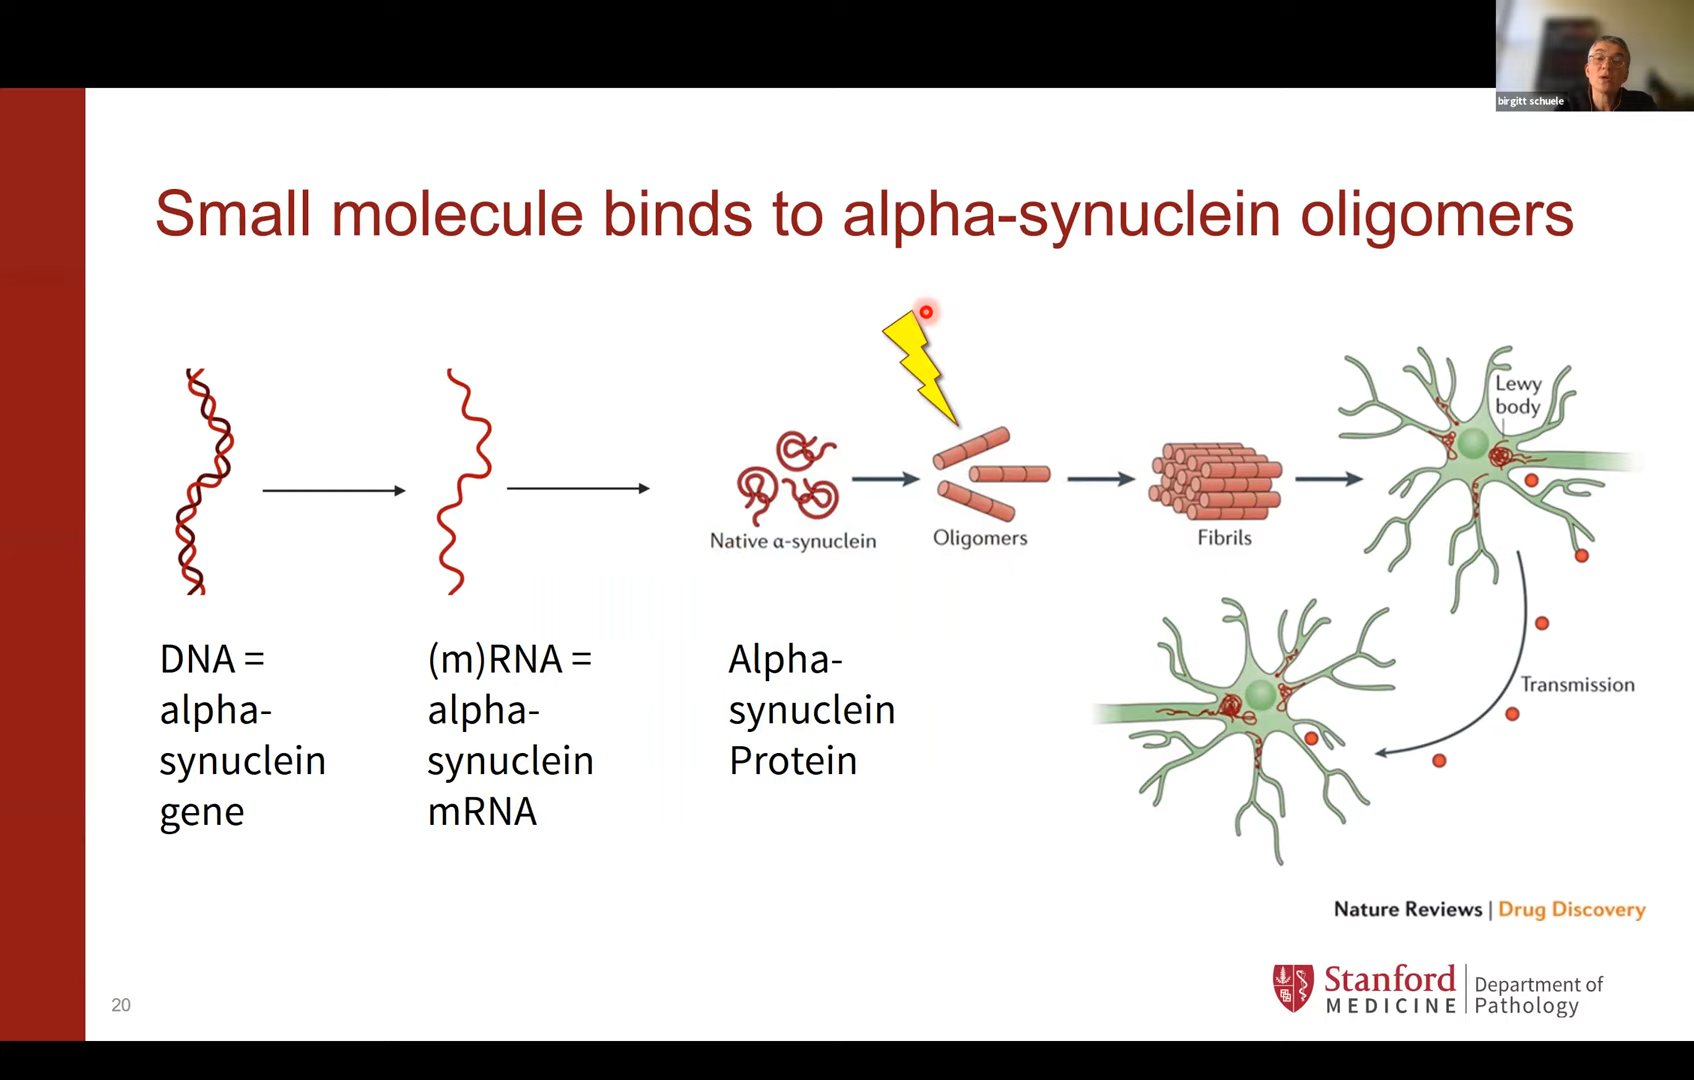 birgitt schuele
Small molecule binds to alpha-synuclein oligomers
Lewy
body
Native α-synuclein
Oligomers
Fibrils
DNA =
alpha-
synuclein
gene
(m)RNA =
alpha-
synuclein
mRNA
Alpha-
synuclein
Protein
Transmission
Nature Reviews | Drug Discovery
Stanford
MEDICINE
Department of
Pathology
20